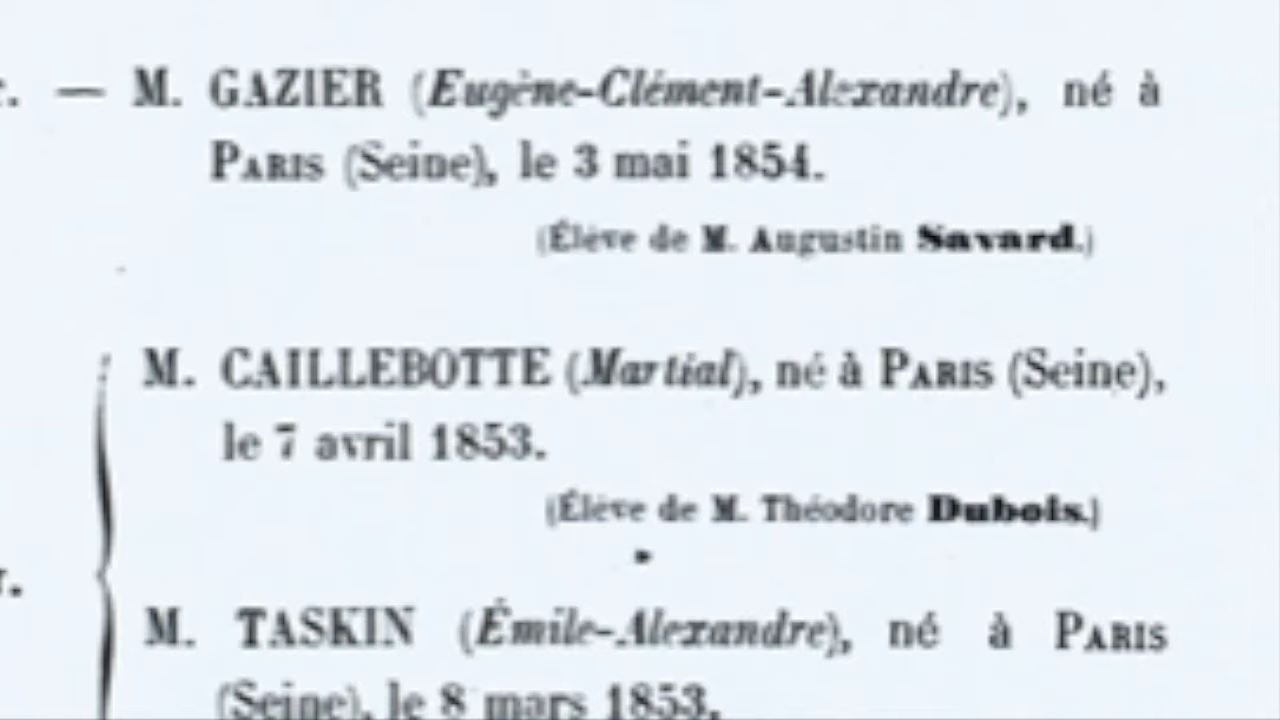 — M. GAZIER (Eugène-Clément-Alexandre), né à
PARIS (Seine), le 3 mai 1854.
(Élève de M. Augustin Savard.)
M. CAILLEBOTTE (Martial), né à PARIS (Seine),
le 7 avril 1853.
(Élève de M. Théodore Dubois.)
M. TASKIN (Émile-Alexandre), né à PARIS
(Seine), le 8 mars 1853.